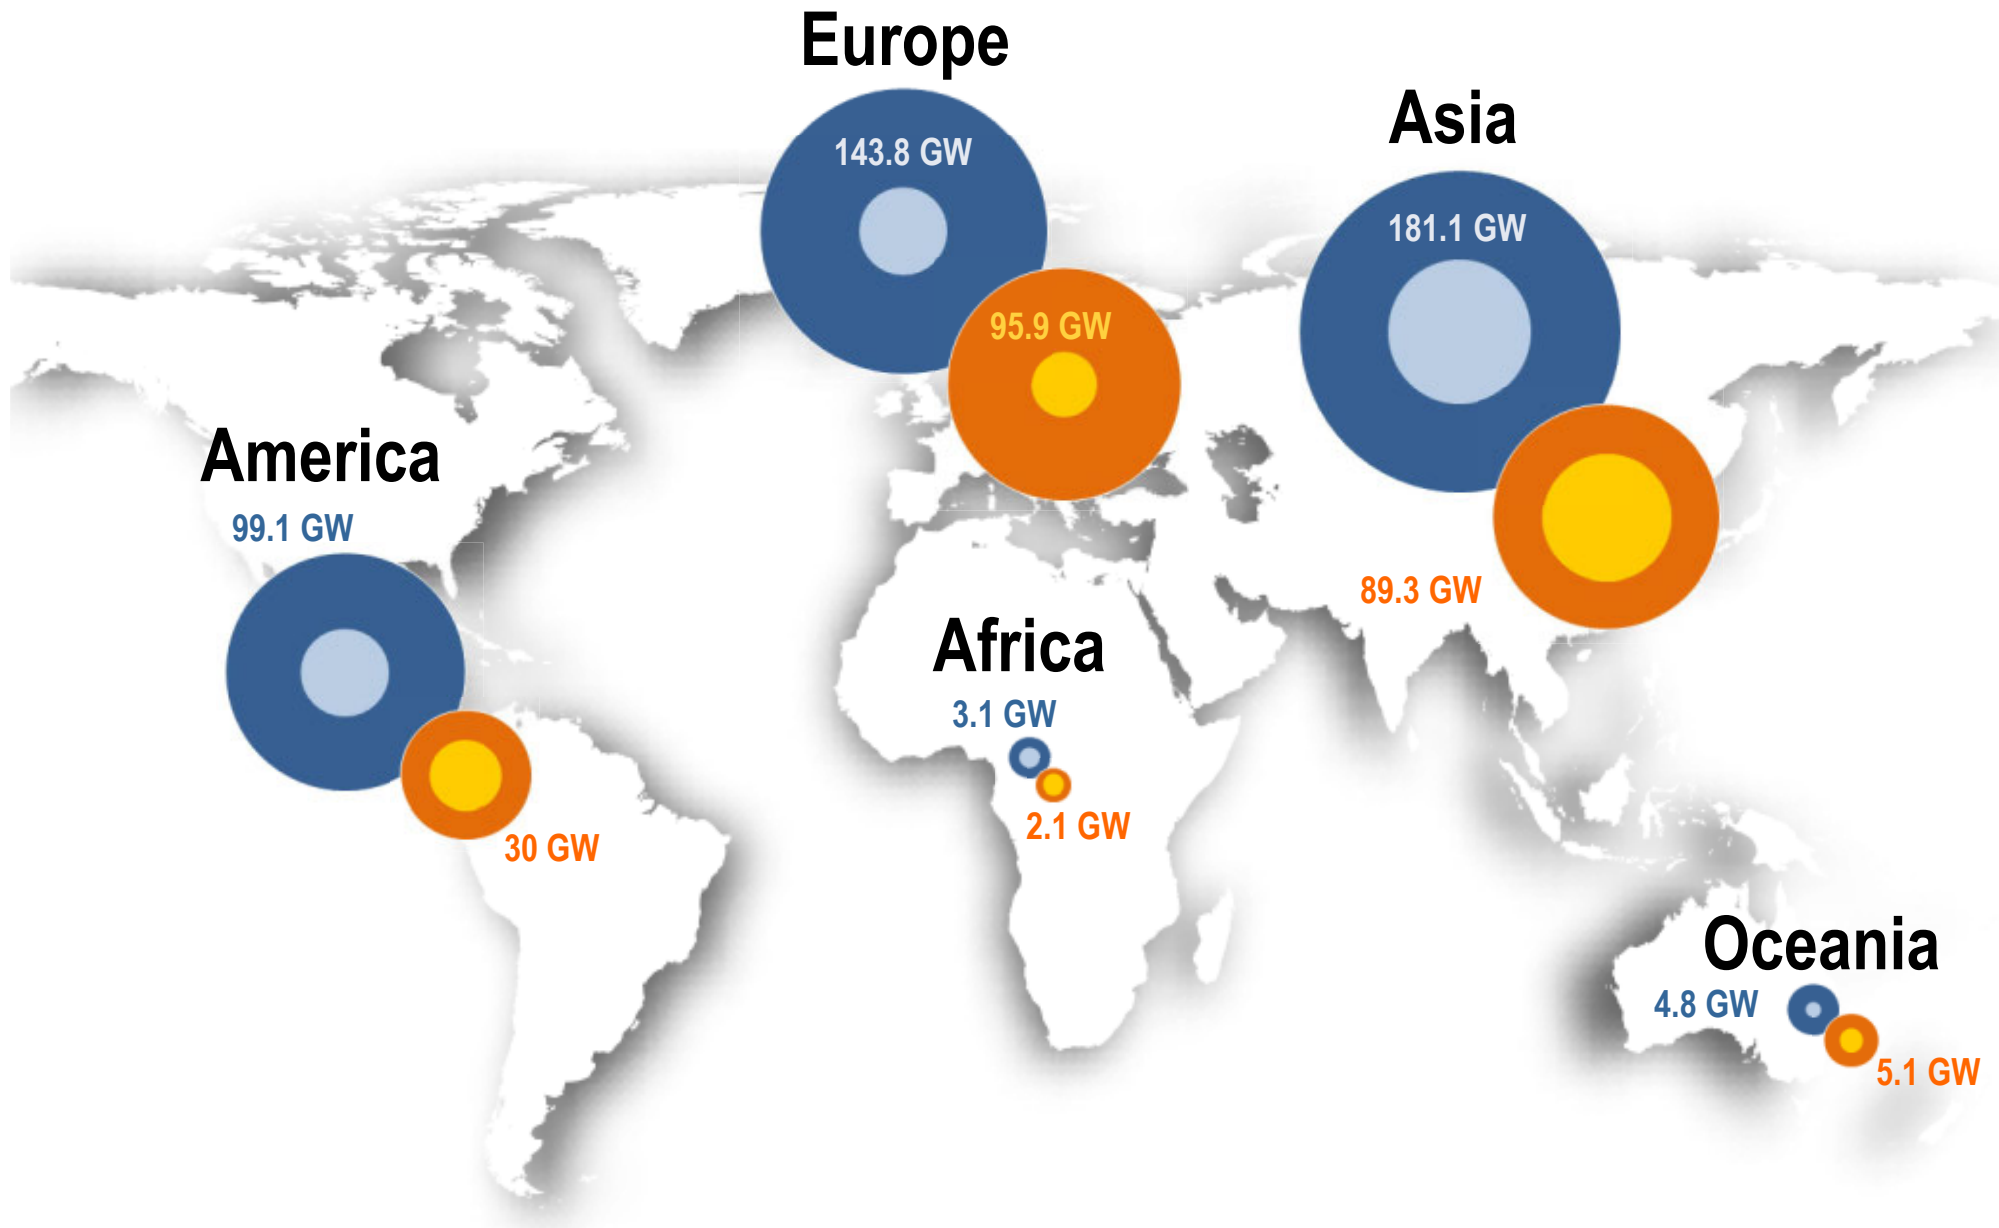 Europe
143.8 GW
95.9 GW
Asia
181.1 GW
89.3 GW
America
99.1 GW
30 GW
Africa
3.1 GW
2.1 GW
Oceania
4.8 GW
5.1 GW